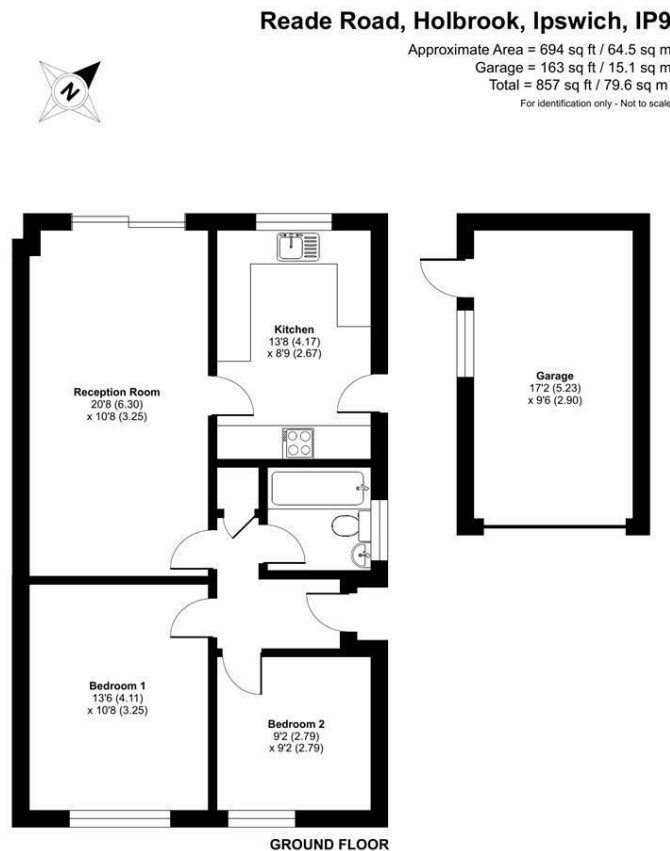 Reade Road, Holbrook, Ipswich, IP9
Approximate Area = 694 sq ft / 64.5 sq m
Garage = 163 sq ft / 15.1 sq m
Total = 857 sq ft / 79.6 sq m
For identification only - Not to scale
N
Kitchen
13'8 (4.17)
x 8'9 (2.67)
Reception Room
20'8 (6.30)
x 10'8 (3.25)
Garage
17'2 (5.23)
x 9'6 (2.90)
Bedroom 1
13'6 (4.11)
x 10'8 (3.25)
Bedroom 2
9'2 (2.79)
x 9'2 (2.79)
GROUND FLOOR